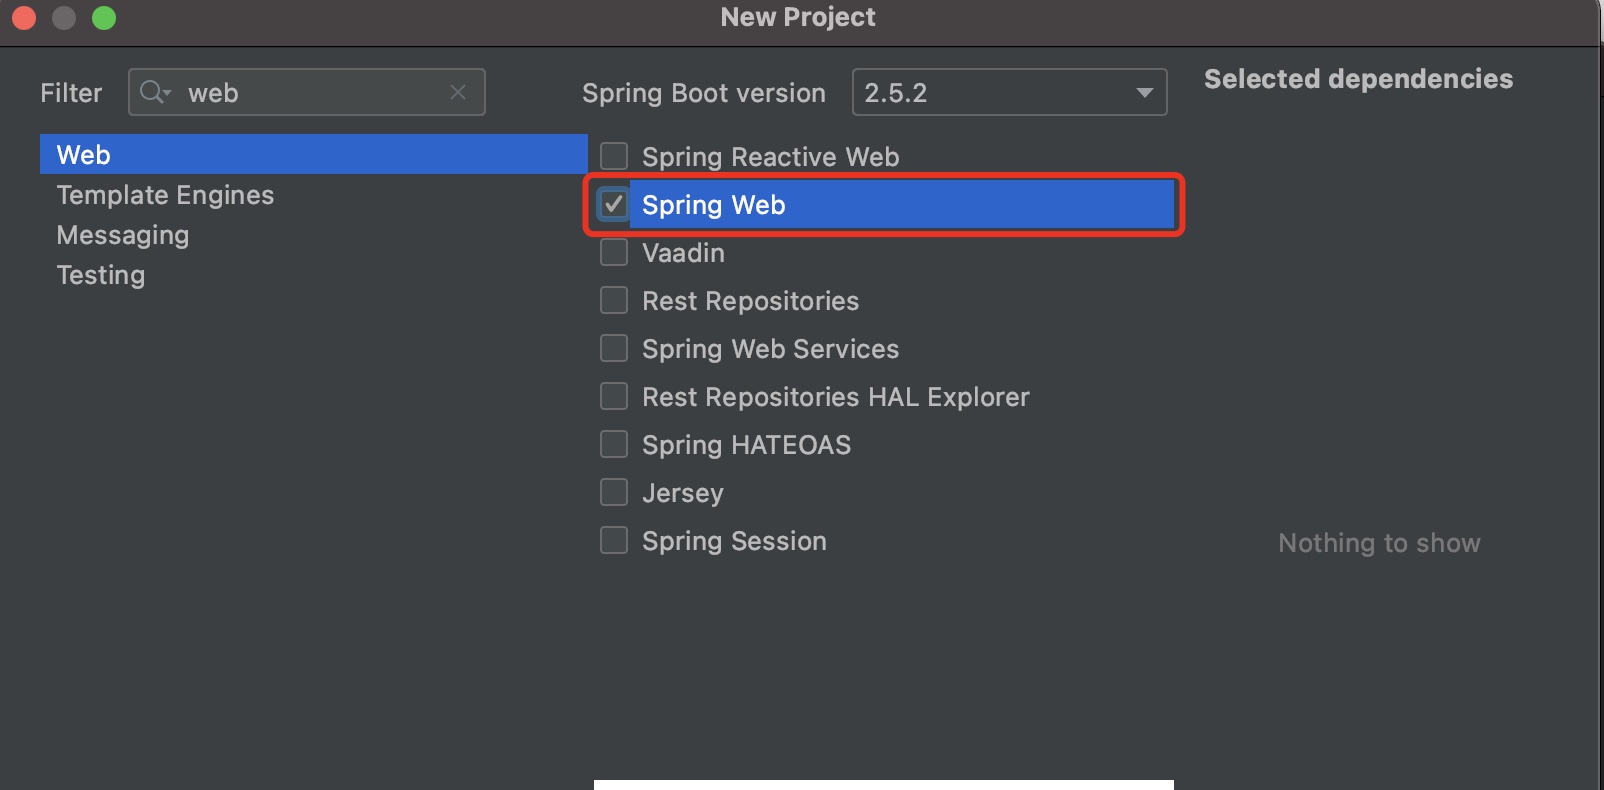 New Project
Filter
web
Spring Boot version
2.5.2
Selected dependencies
Web
Template Engines
Messaging
Testing
Spring Reactive Web
Spring Web
Vaadin
Rest Repositories
Spring Web Services
Rest Repositories HAL Explorer
Spring HATEOAS
Jersey
Spring Session
Nothing to show